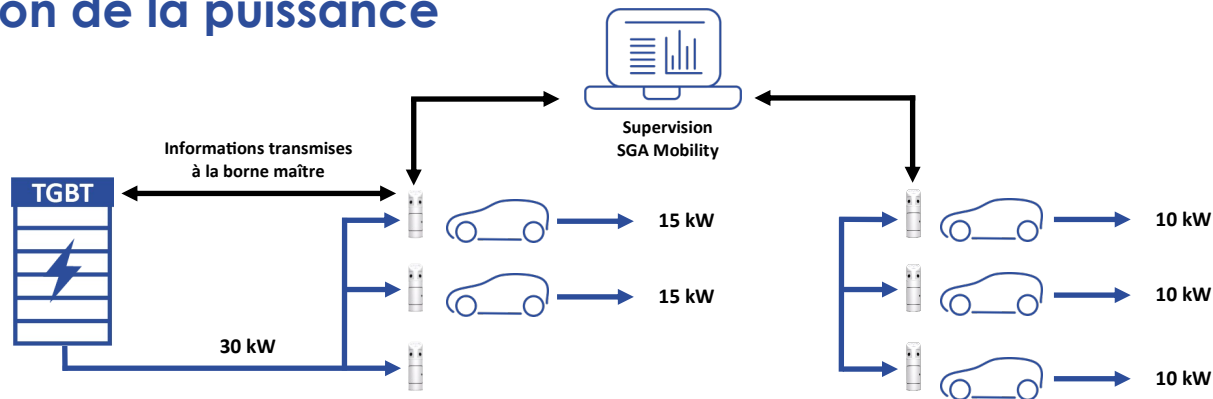 on de la puissance
Supervision
SGA Mobility
Informations transmises
à la borne maître
TGBT
15 kW
10 kW
15 kW
10 kW
30 kW
10 kW